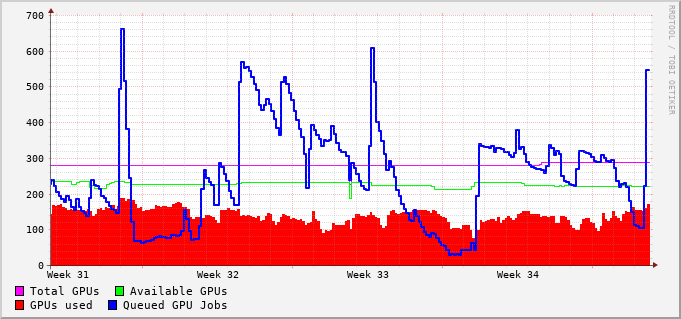 700
600
500
400
300
200
100
0
Week 31 Week 32 Week 33 Week 34
Total GPUs Available GPUs
GPUs used Queued GPU Jobs
RRDTOOL / TOBI OETIKER